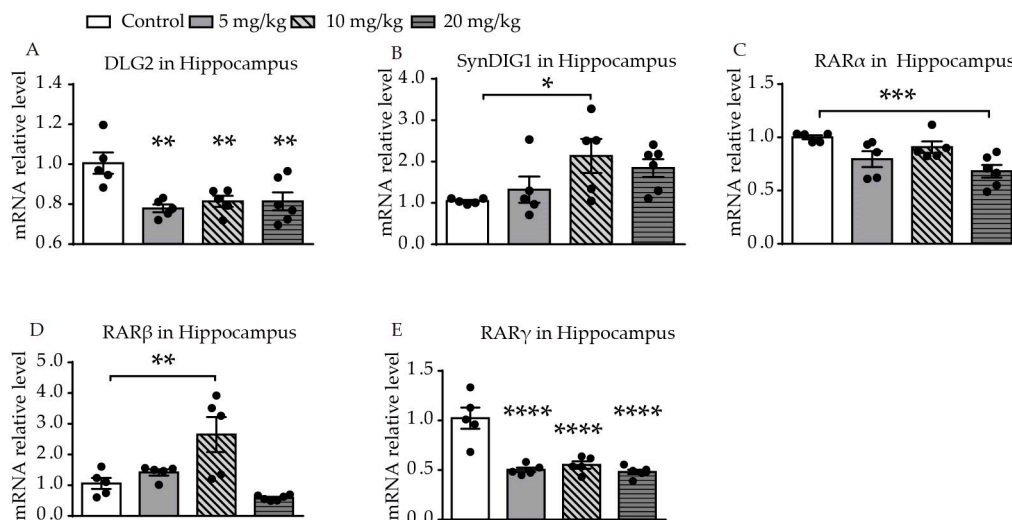 Control 5 mg/kg 10 mg/kg 20 mg/kg
A
DLG2 in Hippocampus
mRNA relative level
1.4
1.2
1.0
0.8
0.6
** ** **
B
SynDIG1 in Hippocampus
mRNA relative level
4.0
3.0
2.0
1.0
0.0
*
C
RARα in Hippocampus
mRNA relative level
1.5
1.0
0.5
0.0
***
D
RARβ in Hippocampus
mRNA relative level
5.0
4.0
3.0
2.0
1.0
0.0
**
E
RARγ in Hippocampus
mRNA relative level
1.5
1.0
0.5
0.0
**** **** ****